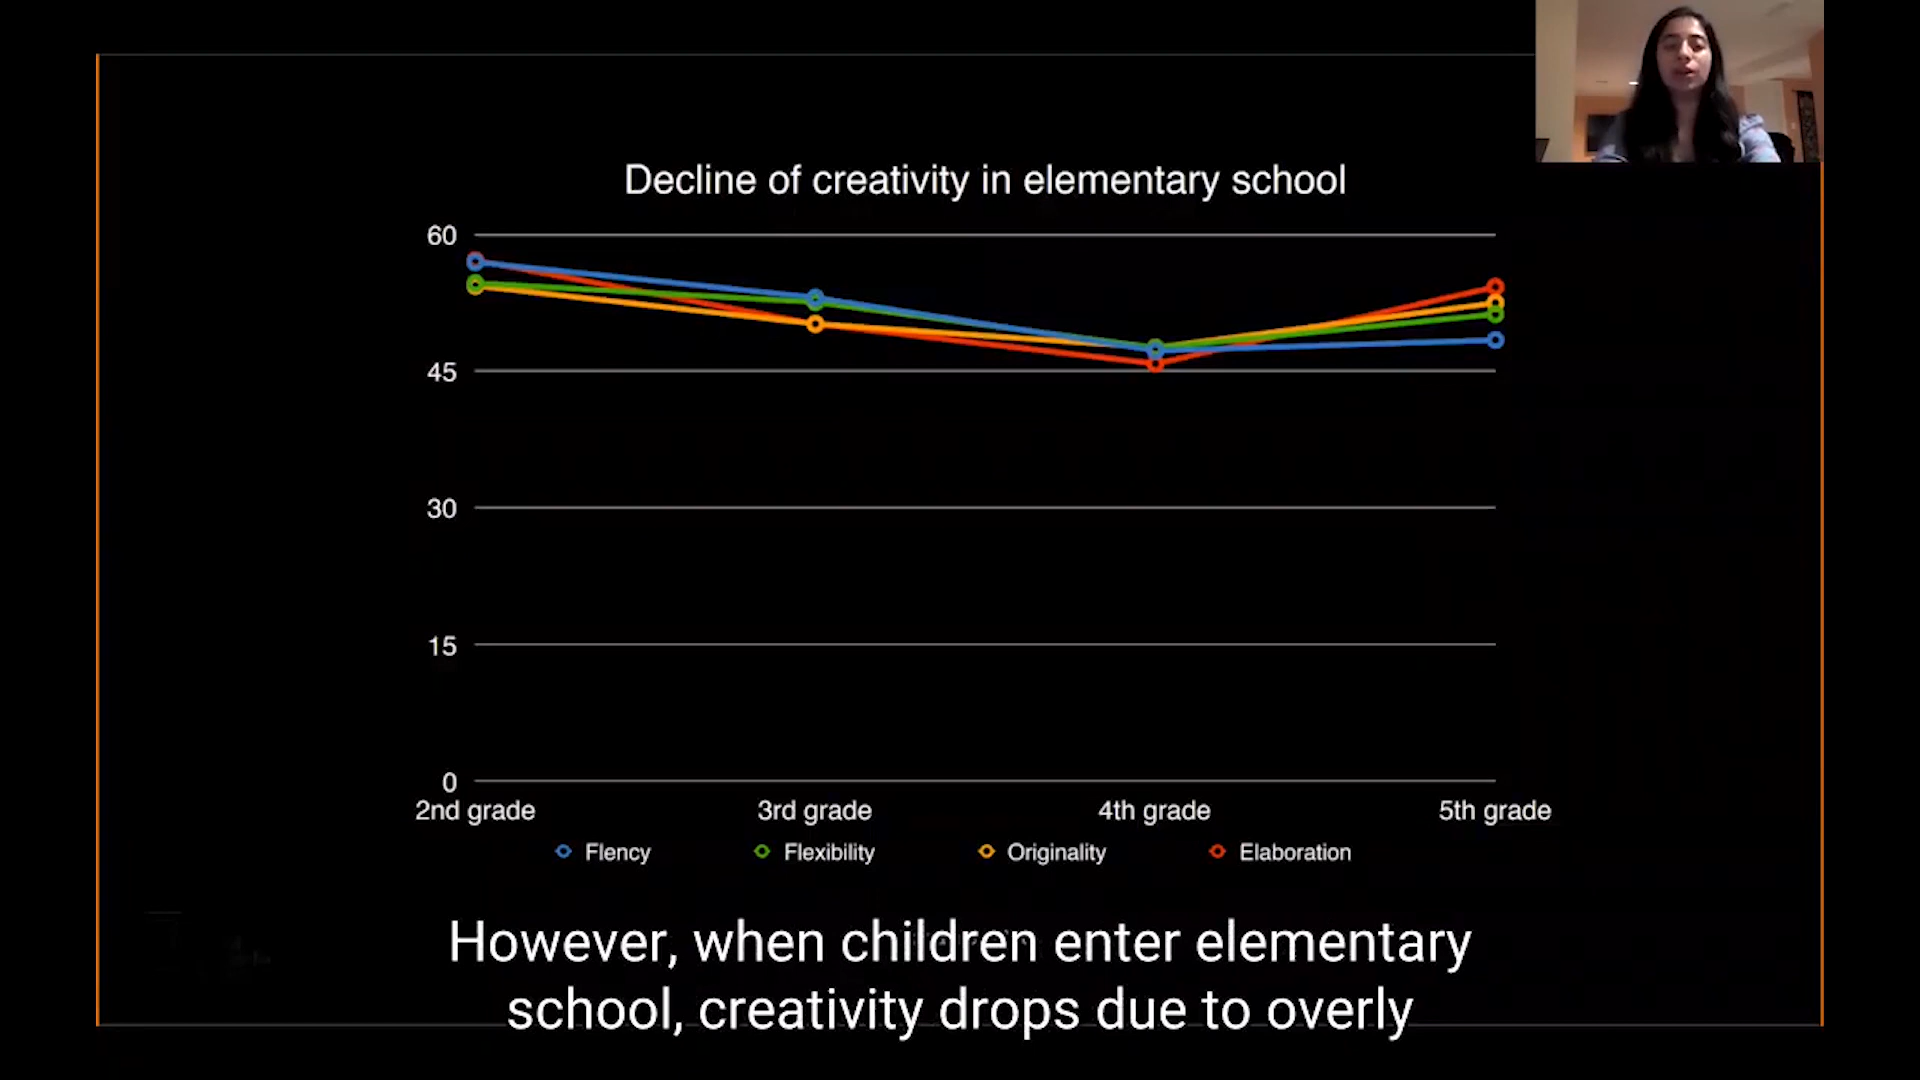 Decline of creativity in elementary school
60
45
30
15
0
2nd grade 3rd grade 4th grade 5th grade
Flency Flexibility Originality Elaboration
However, when children enter elementary
school, creativity drops due to overly